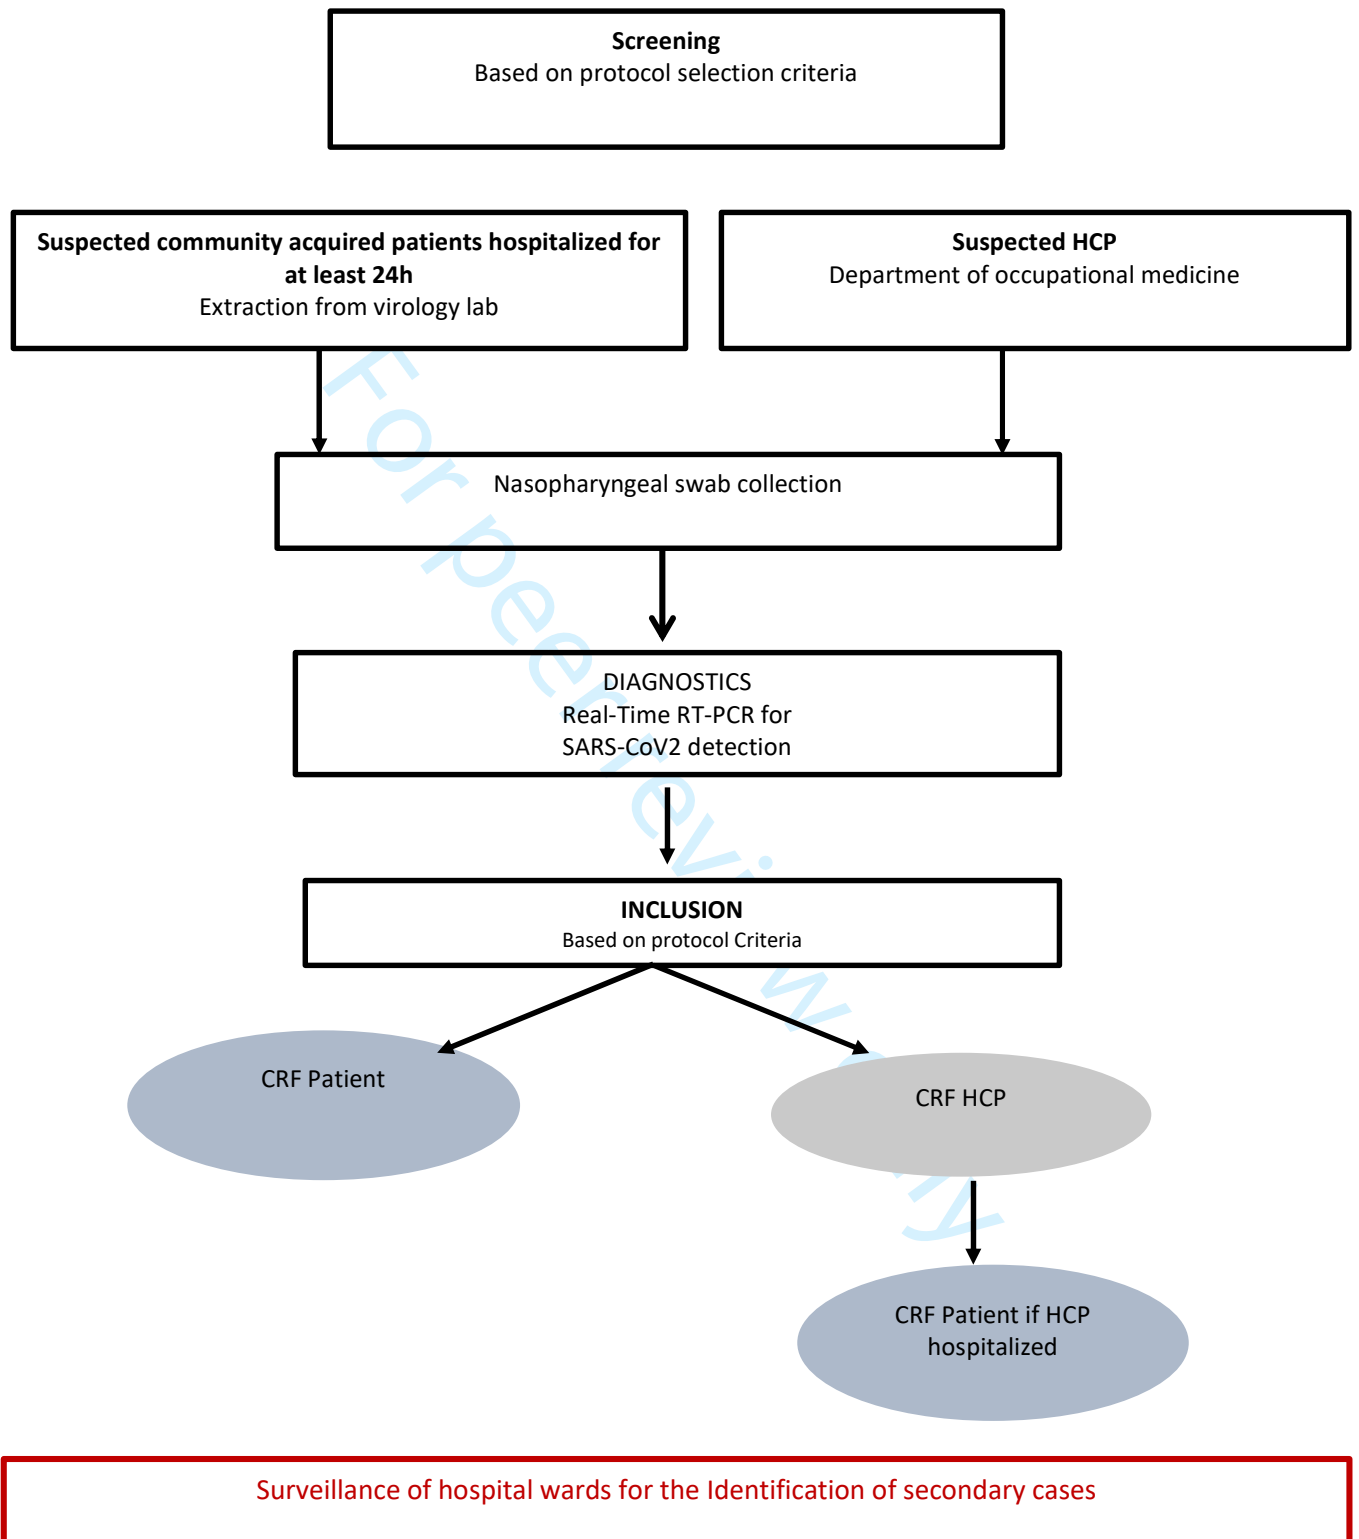 Screening
Based on protocol selection criteria
Suspected community acquired patients hospitalized for
at least 24h
Extraction from virology lab
Suspected HCP
Department of occupational medicine
Nasopharyngeal swab collection
DIAGNOSTICS
Real-Time RT-PCR for
SARS-CoV2 detection
INCLUSION
Based on protocol Criteria
CRF Patient
CRF HCP
CRF Patient if HCP
hospitalized
Surveillance of hospital wards for the Identification of secondary cases
For peer review only